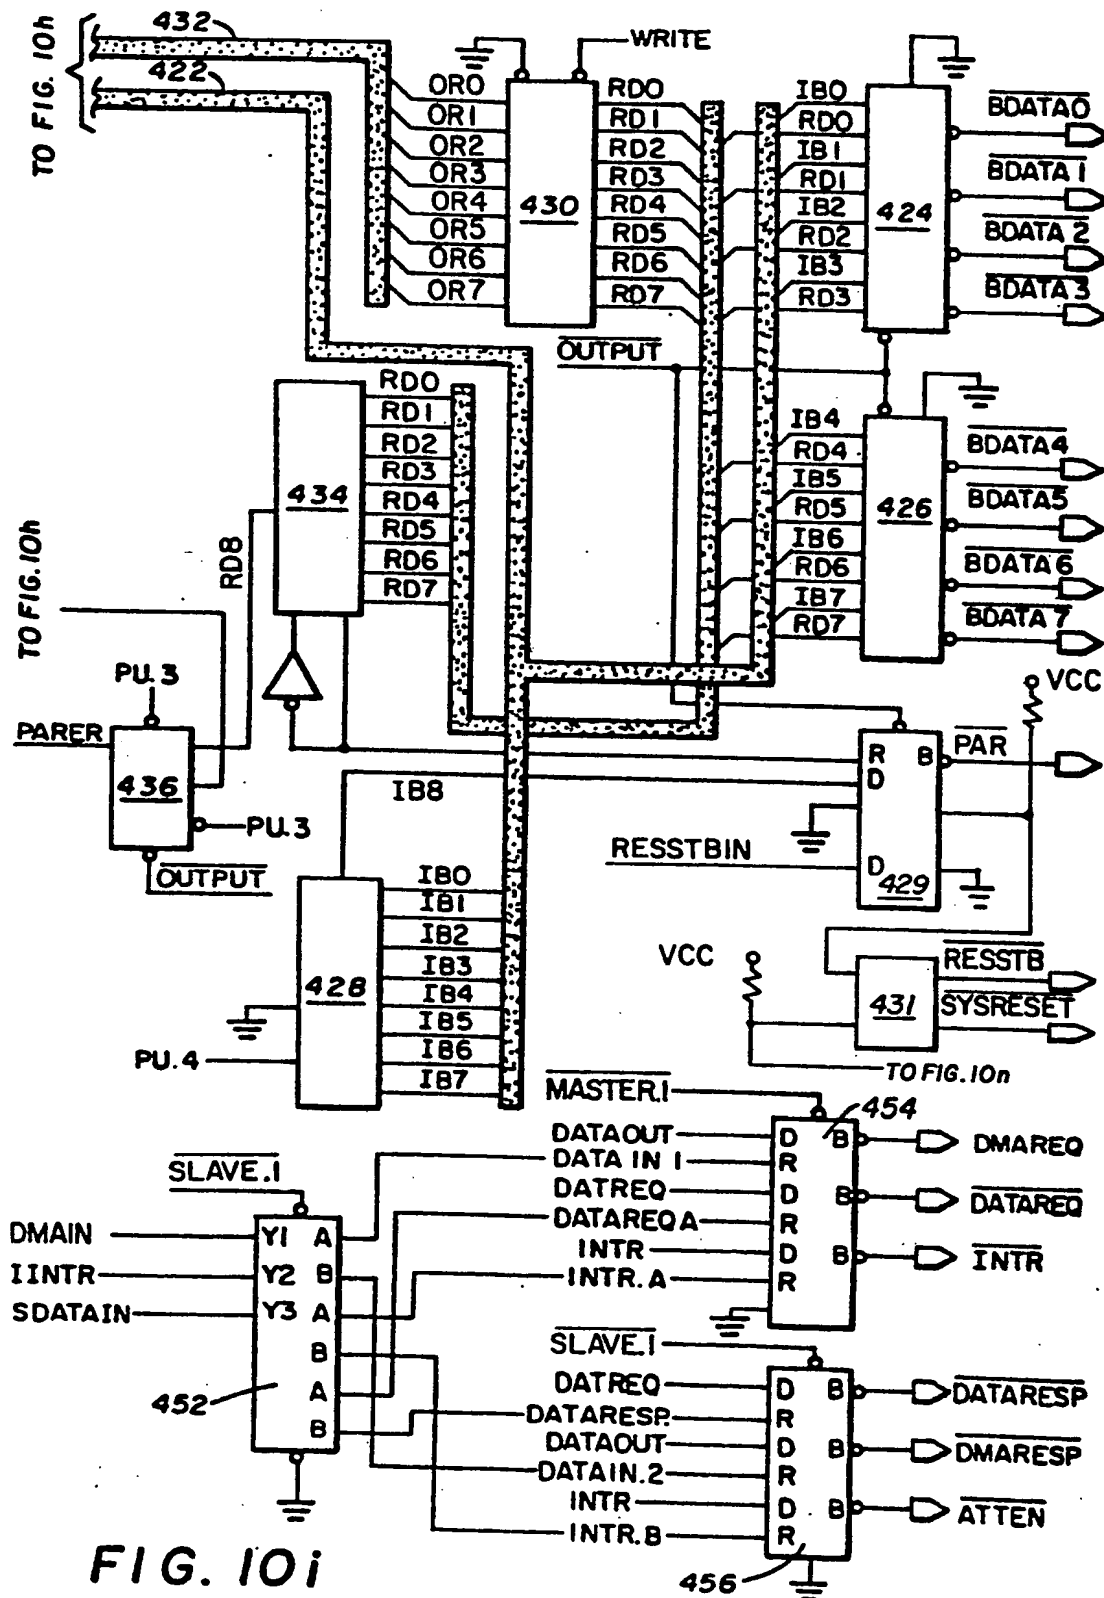 TO FIG. 10h
432
422
WRITE
OR0
OR1
OR2
OR3
OR4
OR5
OR6
OR7
430
RD0
RD1
RD2
RD3
RD4
RD5
RD6
RD7
IB0
RD0
IB1
RD1
IB2
RD2
IB3
RD3
424
BDATA0
BDATA1
BDATA2
BDATA3
OUTPUT
434
RD0
RD1
RD2
RD3
RD4
RD5
RD6
RD7
RD8
IB4
RD4
IB5
RD5
IB6
RD6
IB7
RD7
426
BDATA4
BDATA5
BDATA6
BDATA7
TO FIG. 10h
PU.3
PARER
436
PU.3
OUTPUT
VCC
R
D
B
PAR
D
429
IB8
RESSTBIN
IB0
IB1
IB2
IB3
IB4
IB5
IB6
IB7
428
PU.4
VCC
431
RESSTB
SYSRESET
TO FIG. 10n
MASTER.1
454
DATAOUT
DATA IN 1
DATREQ
DATAREQ A
INTR
INTR. A
D
R
D
R
D
R
B
B
B
DMAREQ
DATAREQ
INTR
SLAVE.1
DMAIN
IINTR
SDATAIN
Y1
Y2
Y3
A
B
A
B
A
B
452
SLAVE.1
DATREQ
DATARESP.
DATAOUT
DATAIN.2
INTR
INTR.B
D
R
D
R
D
R
B
B
B
DATARESP
DMARESP
ATTEN
456
FIG. 10i